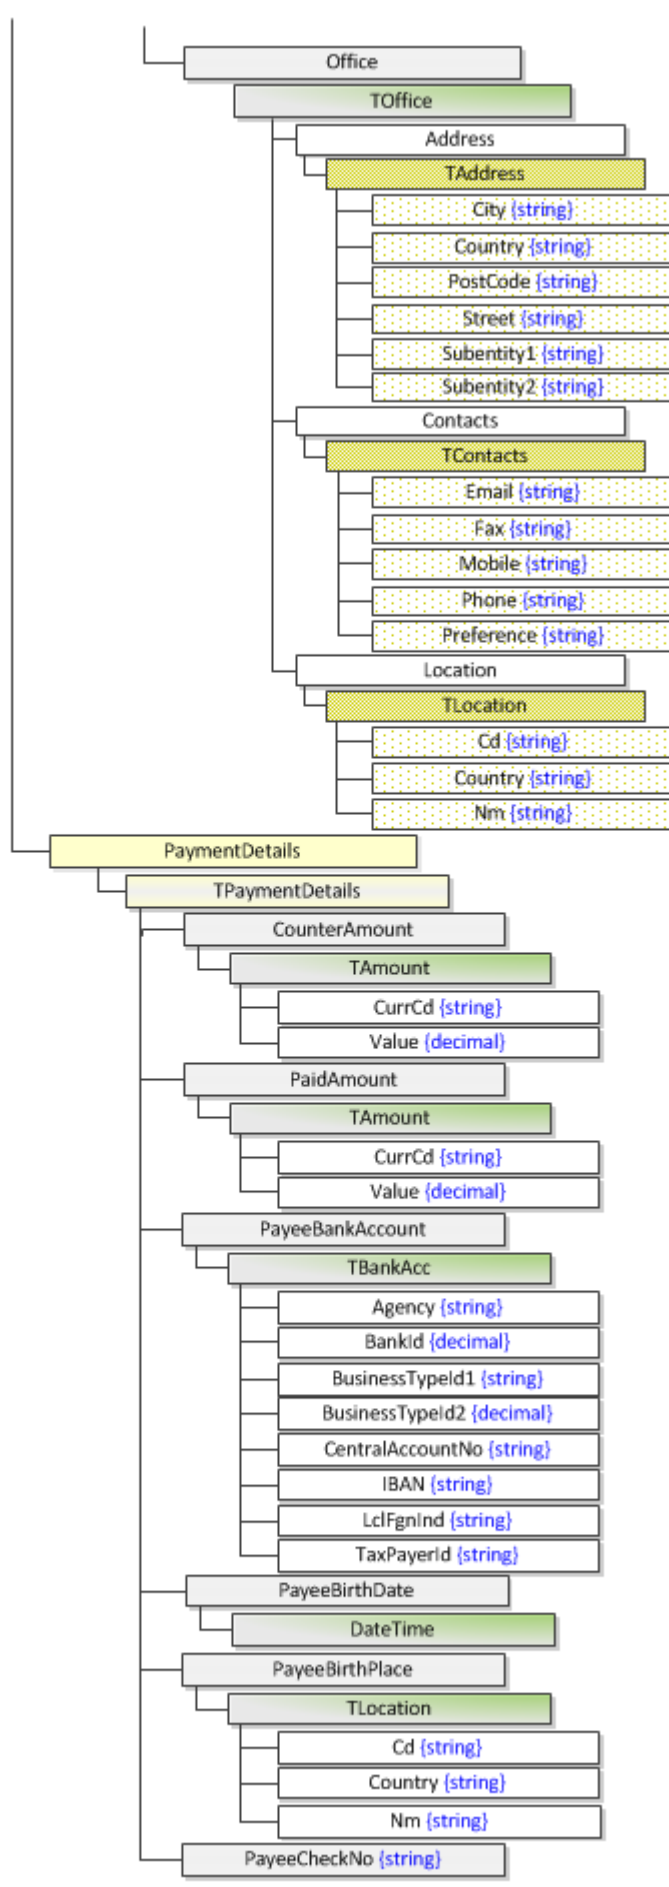 Office
TOffice
Address
TAddress
City {string}
Country {string}
PostCode {string}
Street {string}
Subentity1 {string}
Subentity2 {string}
Contacts
TContacts
Email {string}
Fax {string}
Mobile {string}
Phone {string}
Preference {string}
Location
TLocation
Cd {string}
Country {string}
Nm {string}
PaymentDetails
TPaymentDetails
CounterAmount
TAmount
CurrCd {string}
Value {decimal}
PaidAmount
TAmount
CurrCd {string}
Value {decimal}
PayeeBankAccount
TBankAcc
Agency {string}
BankId {decimal}
BusinessTypeId1 {string}
BusinessTypeId2 {decimal}
CentralAccountNo {string}
IBAN {string}
LclFgnInd {string}
TaxPayerId {string}
PayeeBirthDate
DateTime
PayeeBirthPlace
TLocation
Cd {string}
Country {string}
Nm {string}
PayeeCheckNo {string}